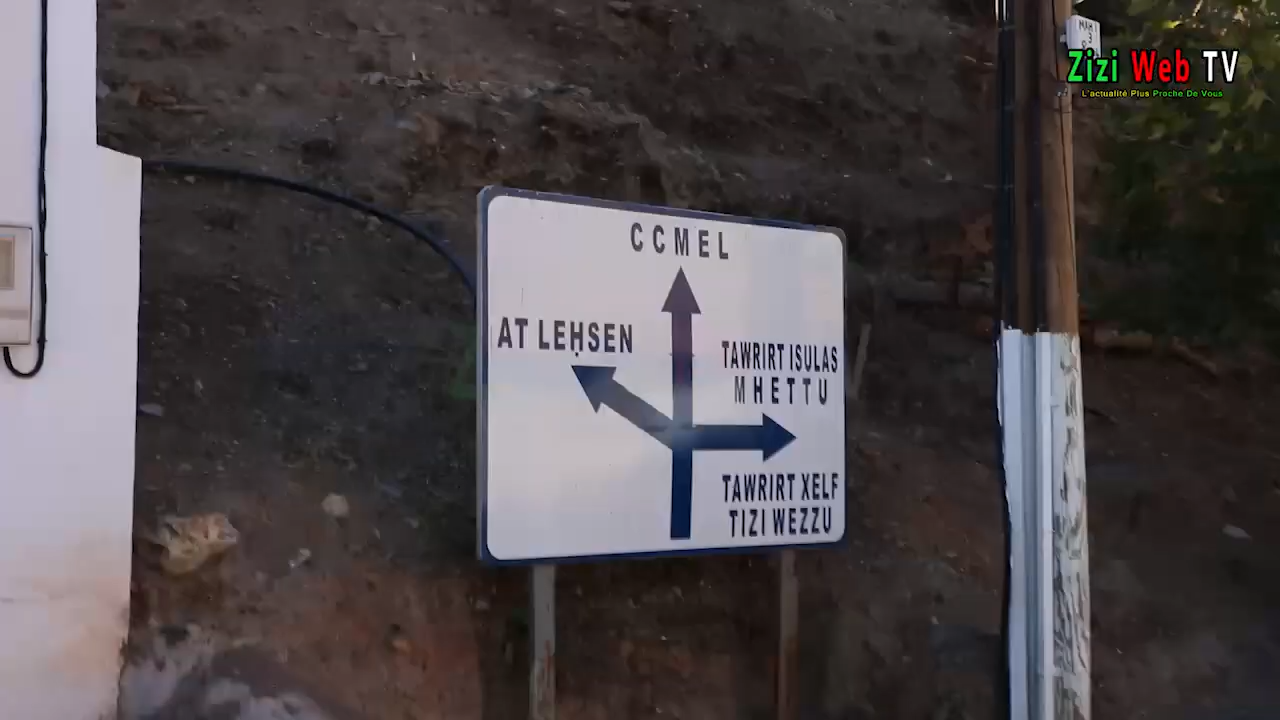 CCMEL
AT LEḤSEN
TAWRIRT ISULAS
MHETTU
TAWRIRT XELF
TIZI WEZZU
Zizi Web TV
L'actualité Plus Proche De Vous